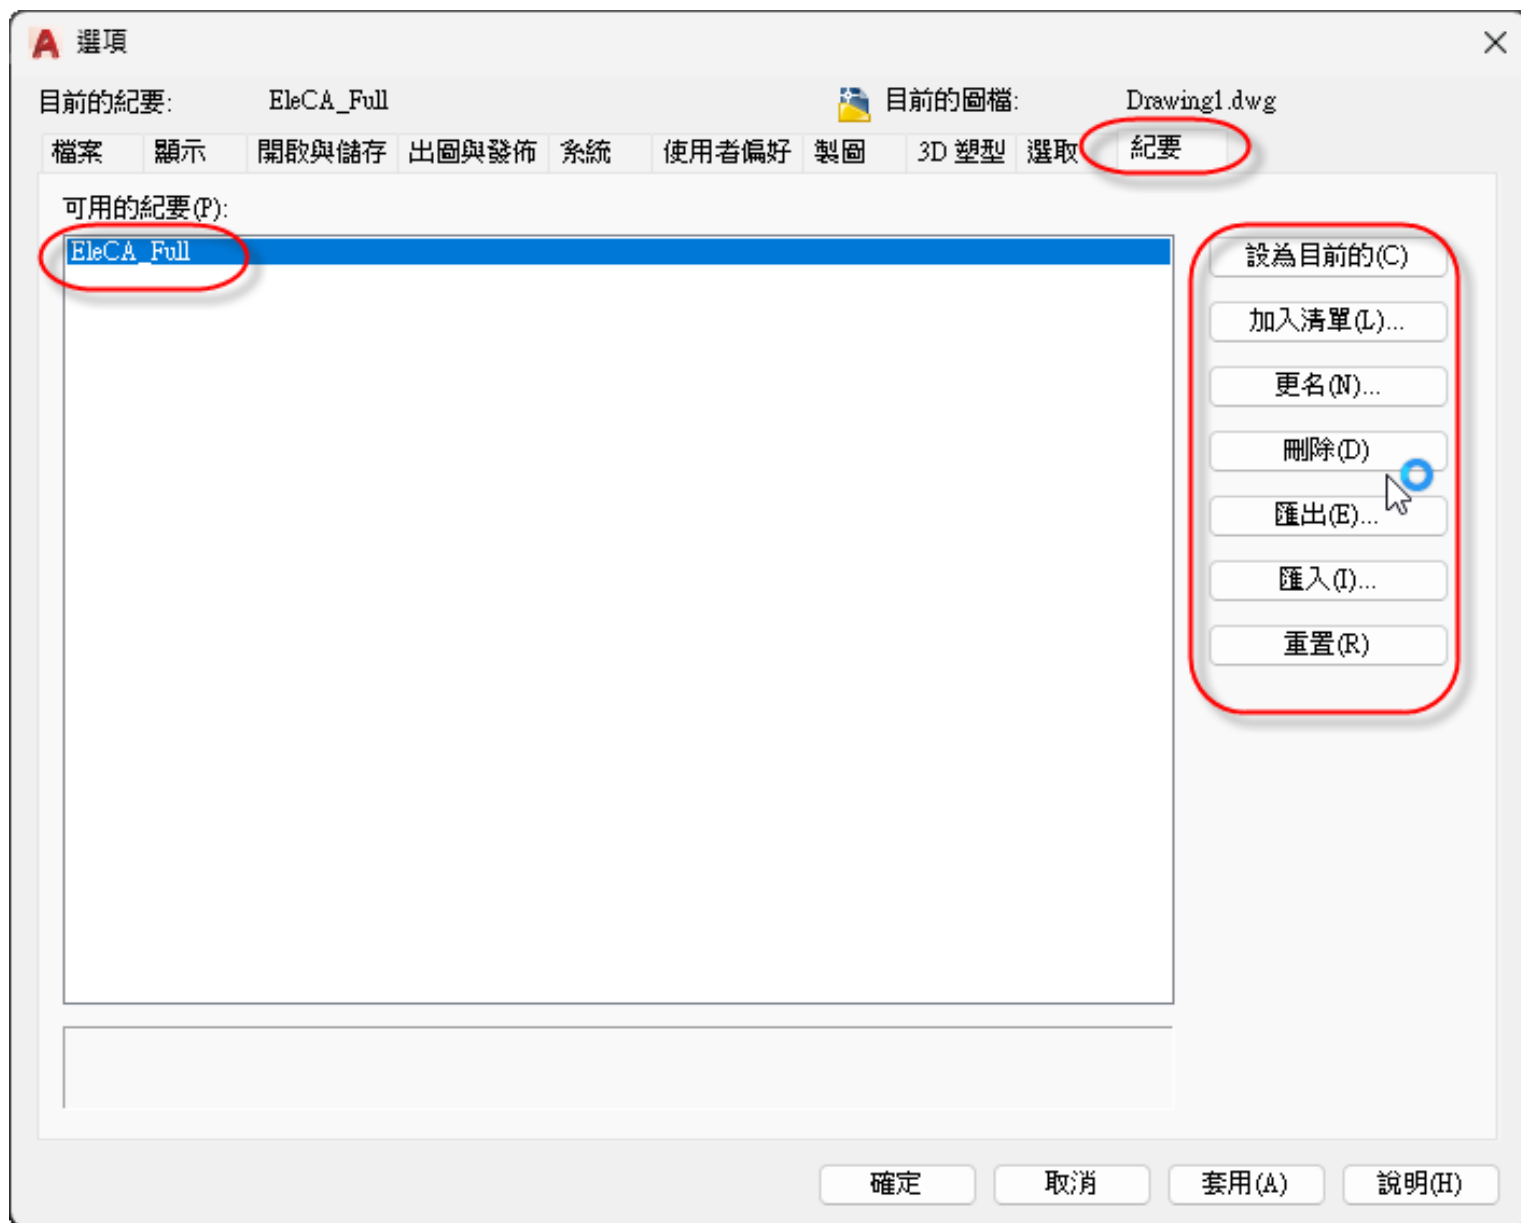 選項
目前的紀要: EleCA_Full 目前的圖檔: Drawing1.dwg
檔案 顯示 開啟與儲存 出圖與發佈 系統 使用者偏好 製圖 3D 塑型 選取 紀要
可用的紀要(P):
EleCA_Full
設為目前的(C)
加入清單(L)...
更名(N)...
刪除(D)
匯出(E)...
匯入(I)...
重置(R)
確定 取消 套用(A) 說明(H)